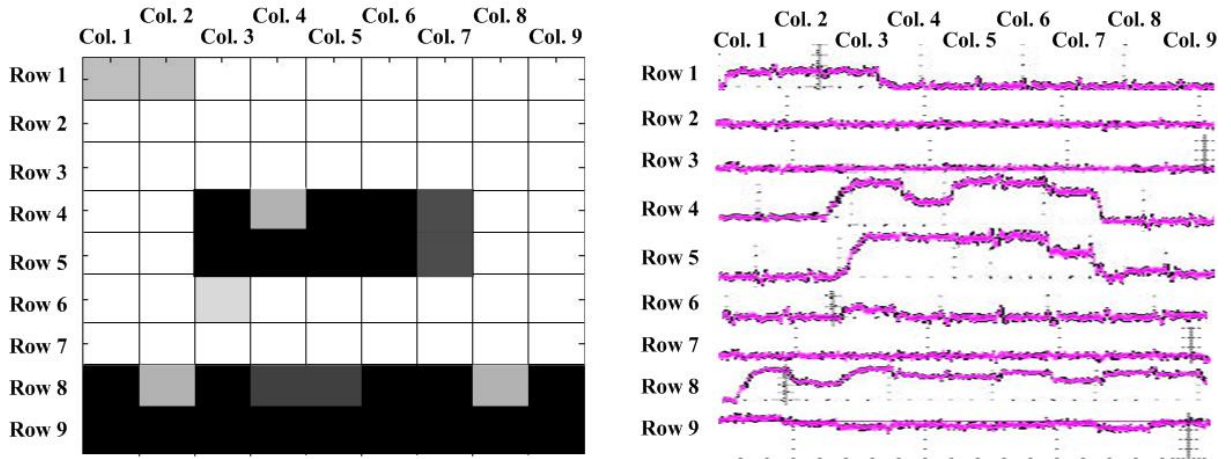 Col. 2 Col. 4 Col. 6 Col. 8
Col. 1 Col. 3 Col. 5 Col. 7 Col. 9
Row 1
Row 2
Row 3
Row 4
Row 5
Row 6
Row 7
Row 8
Row 9
Col. 2 Col. 4 Col. 6 Col. 8
Col. 1 Col. 3 Col. 5 Col. 7 Col. 9
Row 1
Row 2
Row 3
Row 4
Row 5
Row 6
Row 7
Row 8
Row 9